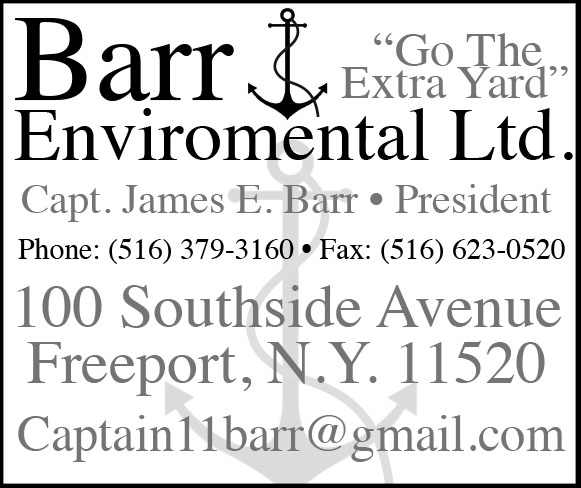 Barr
“Go The
Extra Yard”
Enviromental Ltd.
Capt. James E. Barr • President
Phone: (516) 379-3160 • Fax: (516) 623-0520
100 Southside Avenue
Freeport, N.Y. 11520
Captain11barr@gmail.com